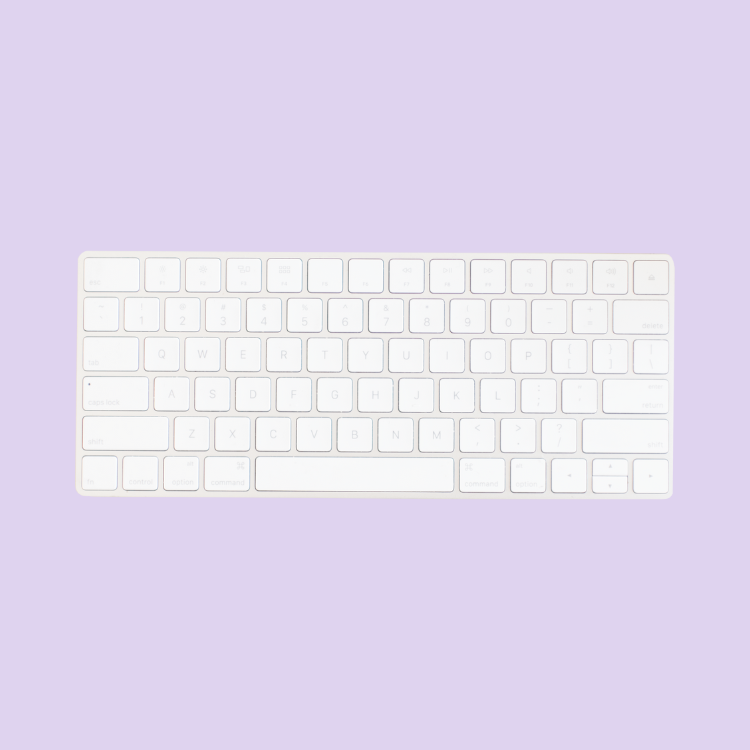 esc F1 F2 F3 F4 F5 F6 F7 F8 F9 F10 F11 F12
! @ # $ % ^ & * ( ) — +
1 2 3 4 5 6 7 8 9 0 - = delete
tab Q W E R T Y U I O P { } |
[ ] \
caps lock A S D F G H J K L : " enter
; ' return
shift Z X C V B N M < > ? shift
, . /
fn control option command command option